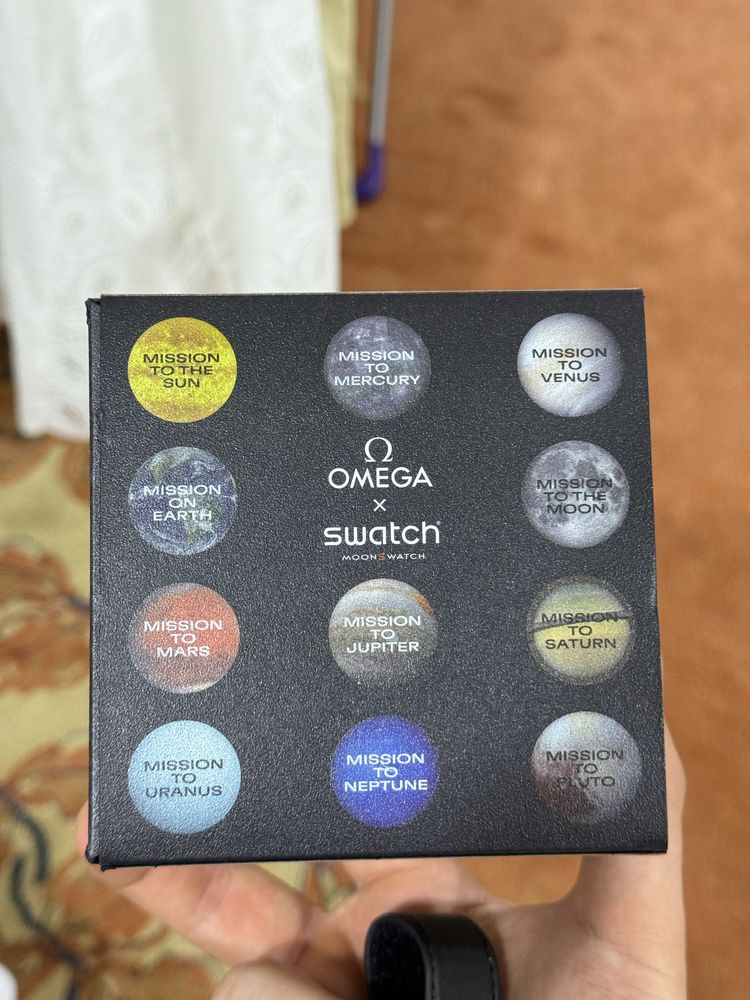 MISSION
TO THE
SUN
MISSION
TO
MERCURY
MISSION
TO
VENUS
MISSION
ON
EARTH
Ω
OMEGA
×
swatch®
MOONSWATCH
MISSION
TO THE
MOON
MISSION
TO
MARS
MISSION
TO
JUPITER
MISSION
TO
SATURN
MISSION
TO
URANUS
MISSION
TO
NEPTUNE
MISSION
TO
PLUTO